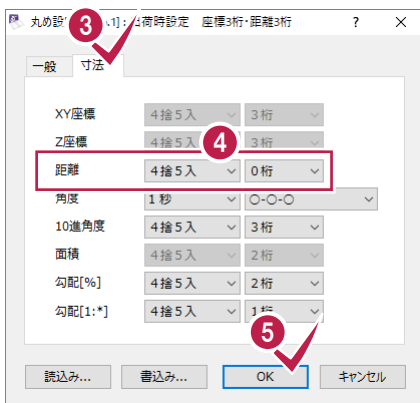 丸め設 3 .1]: 出荷時設定 座標3桁・距離3桁 ? ×
一般 寸法
XY座標 4捨5入 3桁
Z座標 4捨5入 4 3桁
距離 4捨5入 0桁
角度 1秒 ○-○-○
10進角度 4捨5入 3桁
面積 4捨5入 2桁
勾配[%] 4捨5入 2桁
勾配[1:*] 4捨5入 1桁
5
読込み... 書込み... OK キャンセル